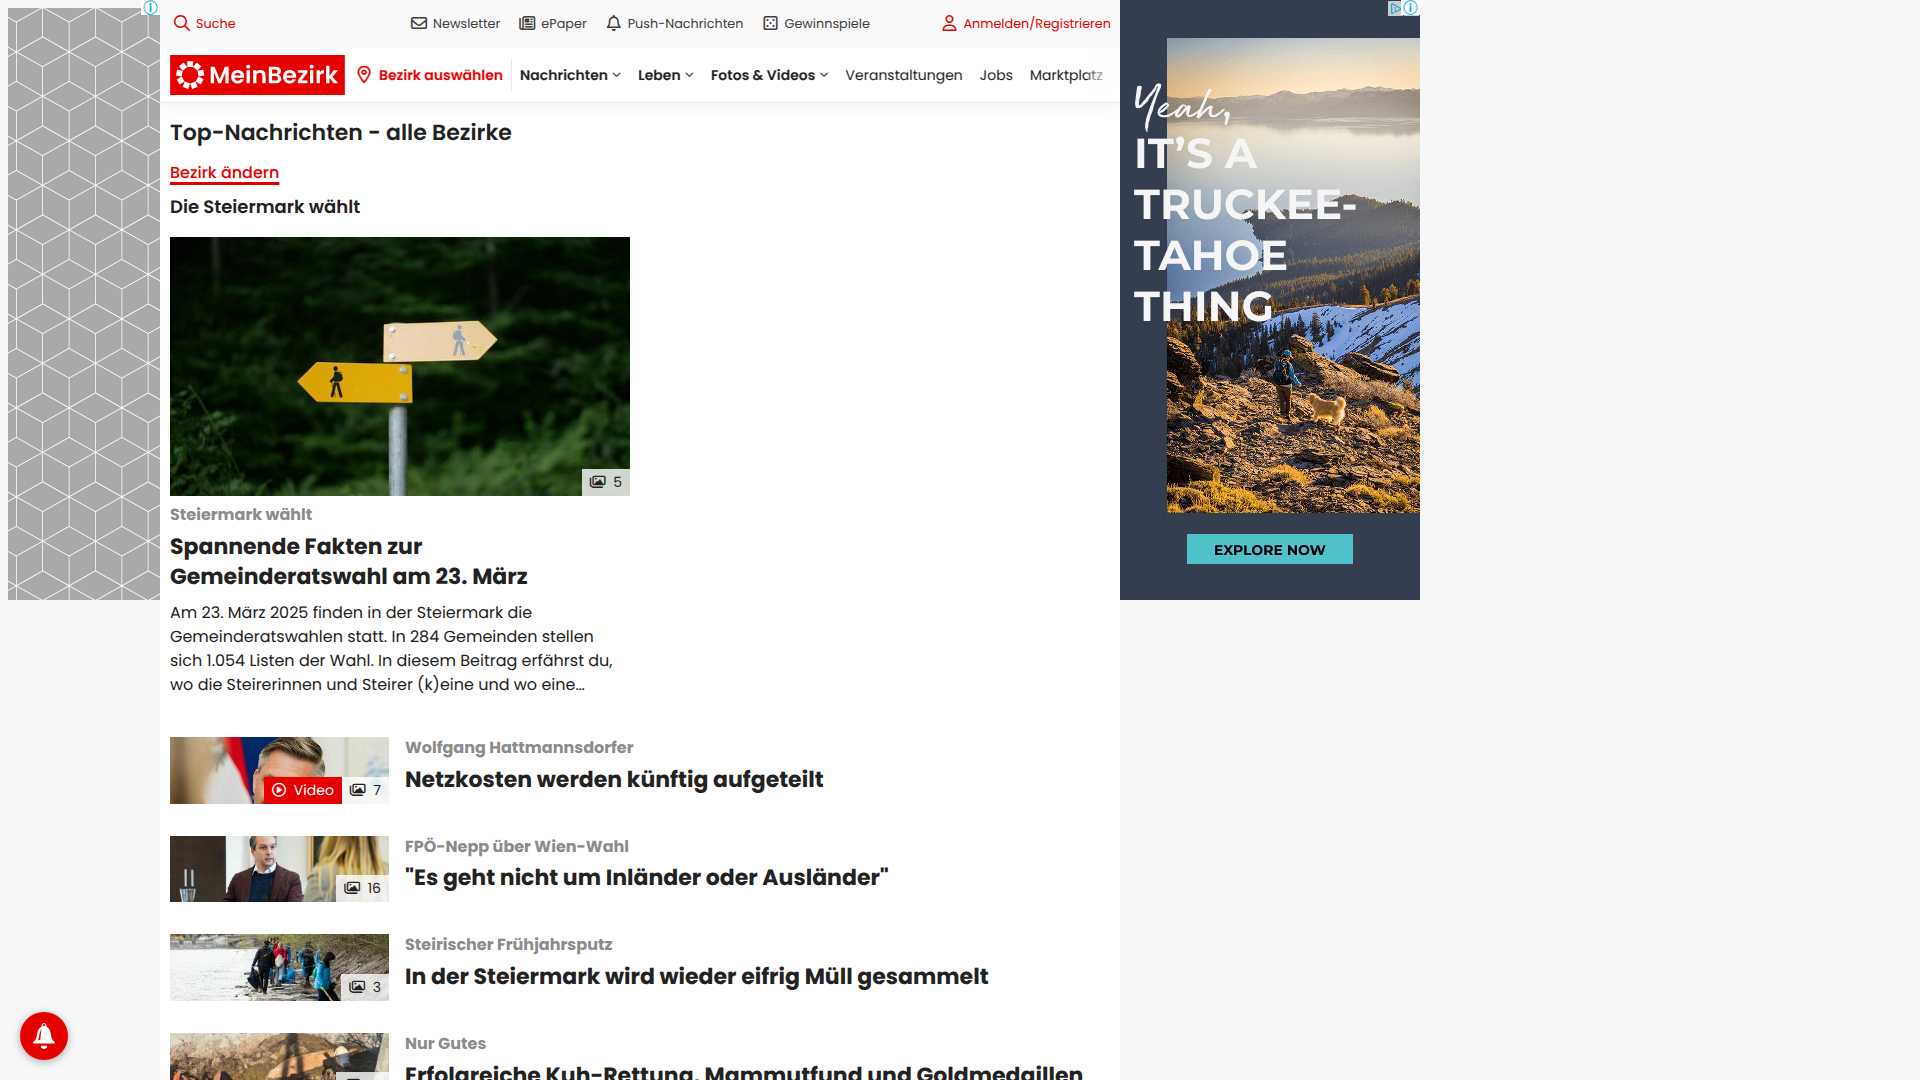 Suche
Newsletter
ePaper
Push-Nachrichten
Gewinnspiele
Anmelden/Registrieren
MeinBezirk
Bezirk auswählen
Nachrichten
Leben
Fotos & Videos
Veranstaltungen
Jobs
Marktplatz
Top-Nachrichten - alle Bezirke
Bezirk ändern
Die Steiermark wählt
5
Steiermark wählt
Spannende Fakten zur
Gemeinderatswahl am 23. März
Am 23. März 2025 finden in der Steiermark die
Gemeinderatswahlen statt. In 284 Gemeinden stellen
sich 1.054 Listen der Wahl. In diesem Beitrag erfährst du,
wo die Steirerinnen und Steirer (k)eine und wo eine...
Video
7
Wolfgang Hattmannsdorfer
Netzkosten werden künftig aufgeteilt
16
FPÖ-Nepp über Wien-Wahl
"Es geht nicht um Inländer oder Ausländer"
3
Steirischer Frühjahrsputz
In der Steiermark wird wieder eifrig Müll gesammelt
Nur Gutes
Erfolgreiche Kuh-Rettung, Mammutfund und Goldmedaillen
Yeah,
IT'S A
TRUCKEE-
TAHOE
THING
EXPLORE NOW